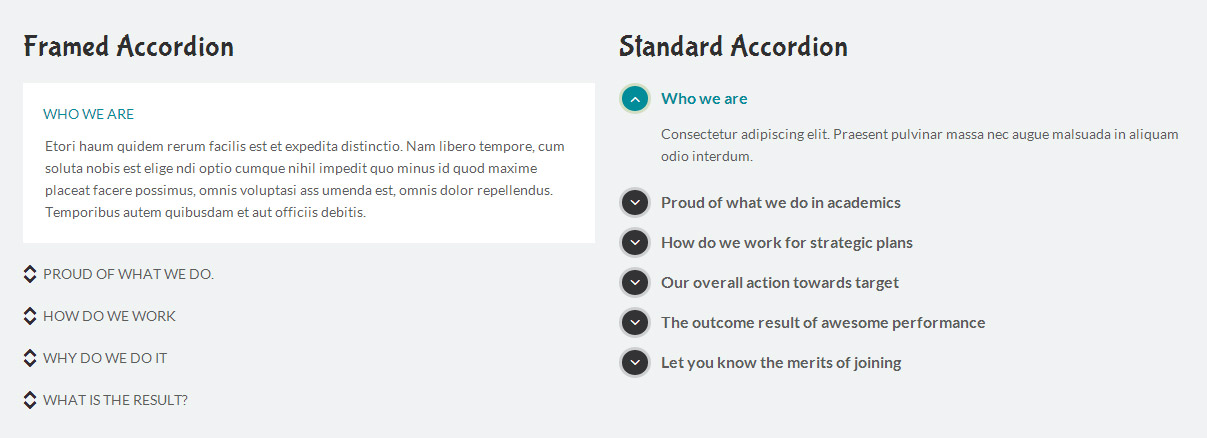 Framed Accordion
WHO WE ARE
Etori haum quidem rerum facilis est et expedita distinctio. Nam libero tempore, cum
soluta nobis est elige ndi optio cumque nihil impedit quo minus id quod maxime
placeat facere possimus, omnis voluptasi ass umenda est, omnis dolor repellendus.
Temporibus autem quibusdam et aut officiis debitis.
PROUD OF WHAT WE DO.
HOW DO WE WORK
WHY DO WE DO IT
WHAT IS THE RESULT?
Standard Accordion
Who we are
Consectetur adipiscing elit. Praesent pulvinar massa nec augue malsuada in aliquam
odio interdum.
Proud of what we do in academics
How do we work for strategic plans
Our overall action towards target
The outcome result of awesome performance
Let you know the merits of joining